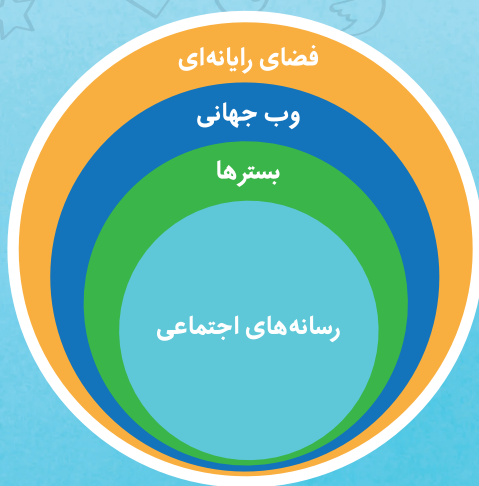 فضای رایانه‌ای
وب جهانی
بسترها
رسانه‌های اجتماعی